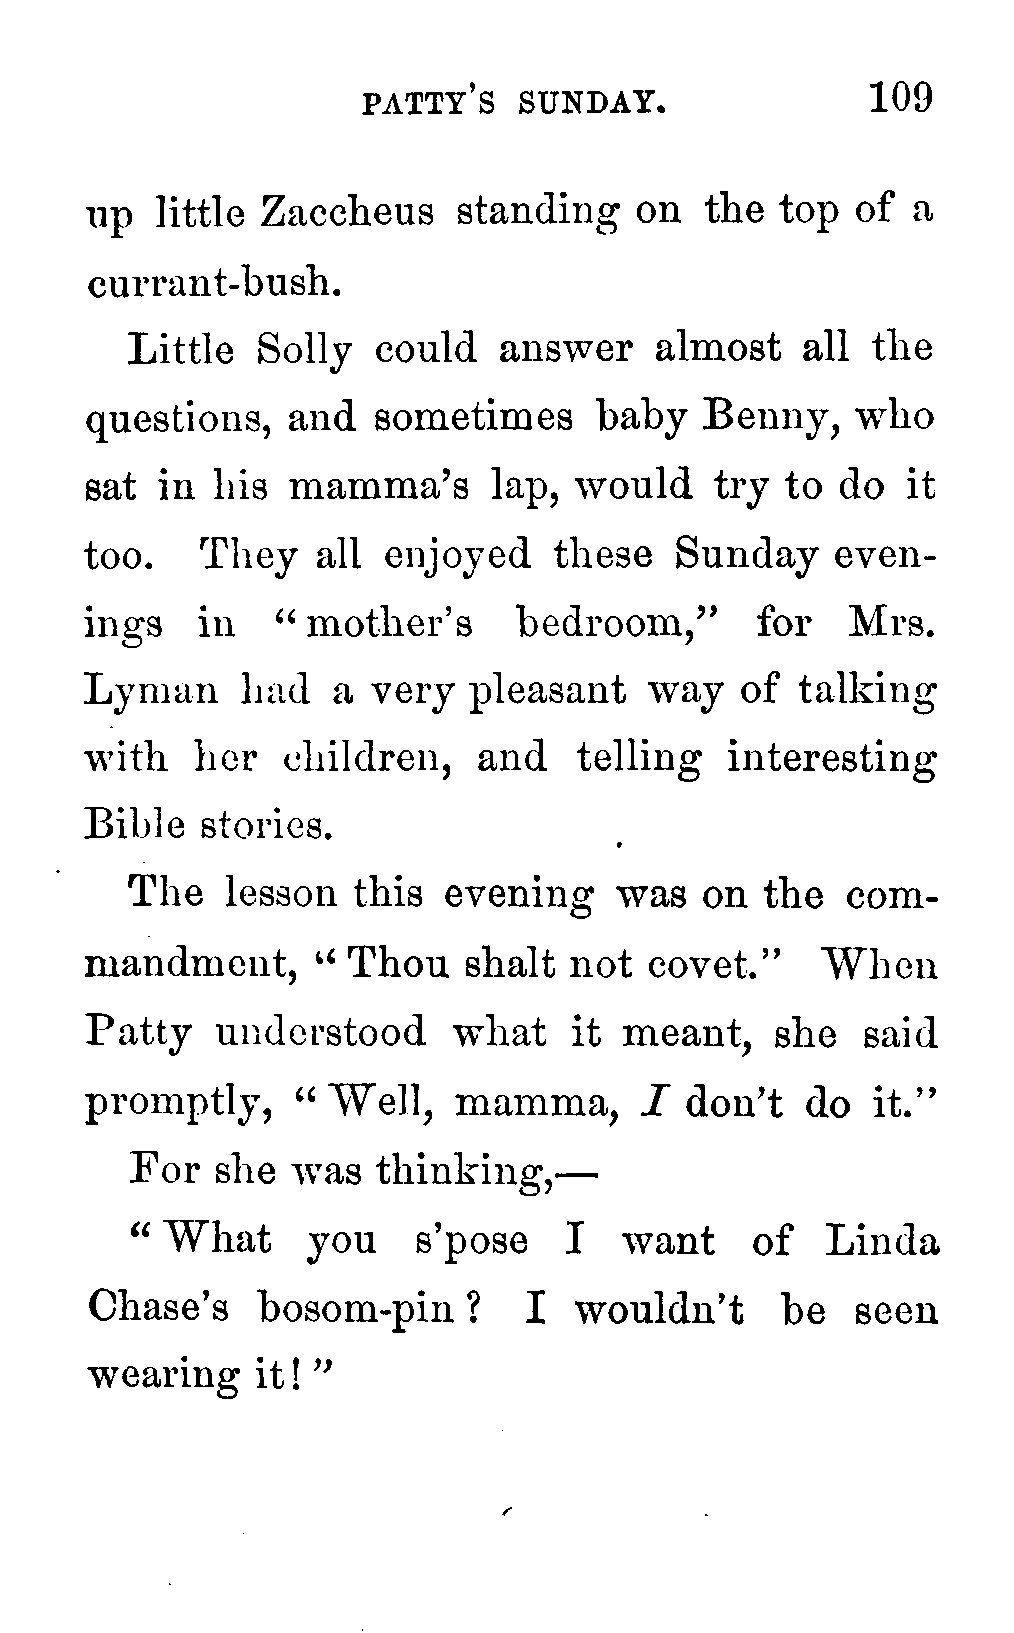 PATTY'S SUNDAY. 109
up little Zaccheus standing on the top of a
currant-bush.
Little Solly could answer almost all the
questions, and sometimes baby Benny, who
sat in his mamma's lap, would try to do it
too. They all enjoyed these Sunday even-
ings in "mother's bedroom," for Mrs.
Lyman had a very pleasant way of talking
with her children, and telling interesting
Bible stories.
The lesson this evening was on the com-
mandment, "Thou shalt not covet." When
Patty understood what it meant, she said
promptly, "Well, mamma, I don't do it."
For she was thinking,—
"What you s'pose I want of Linda
Chase's bosom-pin? I wouldn't be seen
wearing it!"